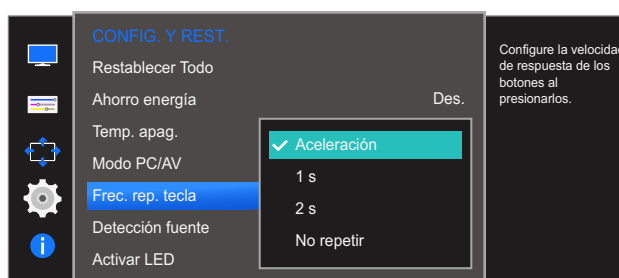 CONFIG. Y REST.
Restablecer Todo
Ahorro energía Des.
Temp. apag.
Modo PC/AV
Frec. rep. tecla
Detección fuente
Activar LED
Aceleración
1 s
2 s
No repetir
Configure la velocidad
de respuesta de los
botones al
presionarlos.